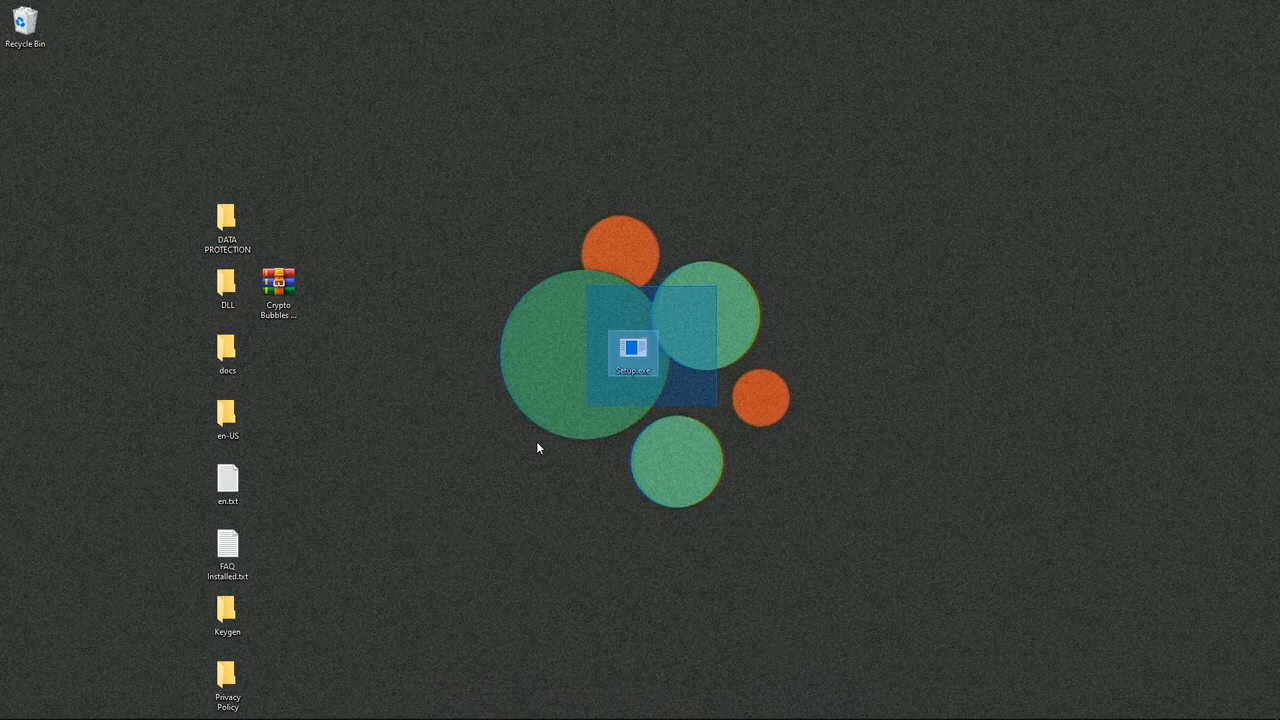 Recycle Bin
DATA
PROTECTION
DLL
Crypto
Bubbles ...
docs
Setup.exe
en-US
en.txt
FAQ
Installed.txt
Keygen
Privacy
Policy